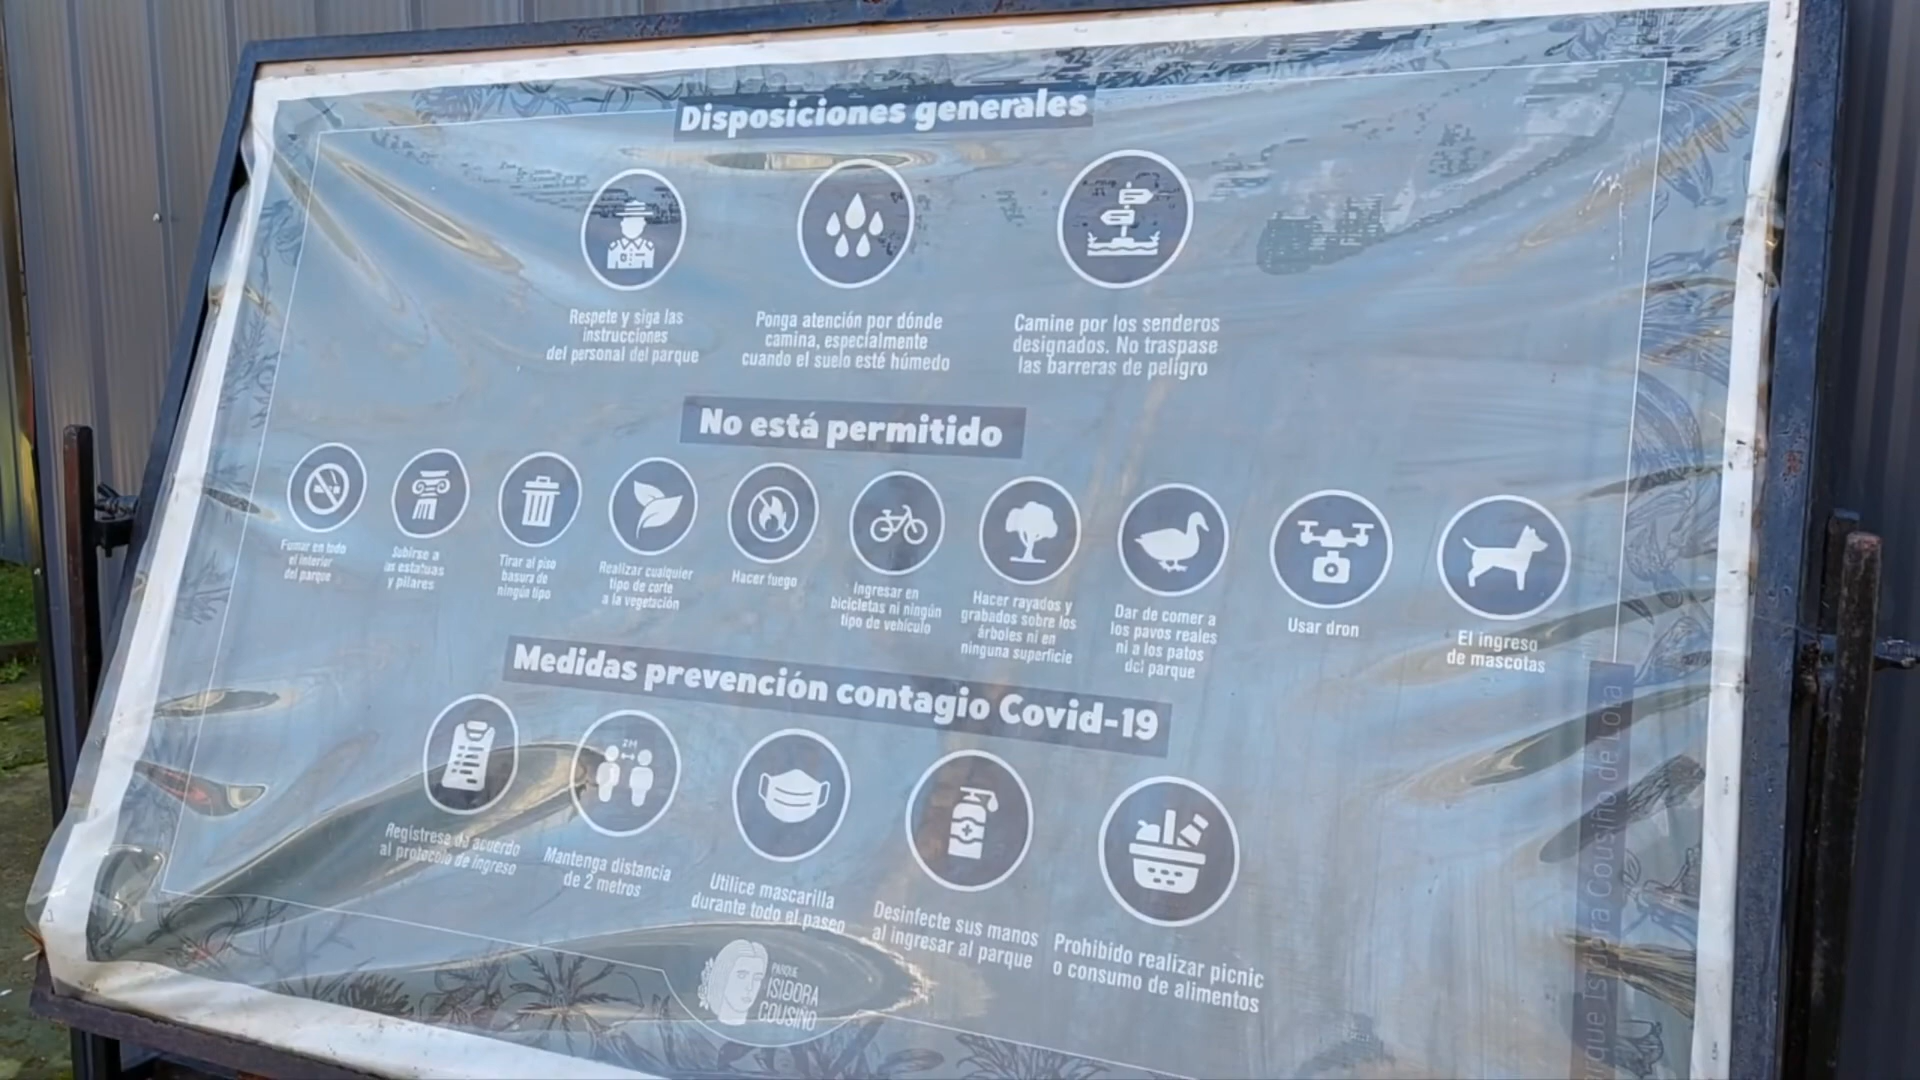 Disposiciones generales
Respete y siga las
instrucciones
del personal del parque
Ponga atención por dónde
camina, especialmente
cuando el suelo esté húmedo
Camine por los senderos
designados. No traspase
las barreras de peligro
No está permitido
Fumar en todo
el interior
del parque
Subirse a
las estatuas
y pilares
Tirar al piso
basura de
ningún tipo
Realizar cualquier
tipo de corte
a la vegetación
Hacer fuego
Ingresar en
bicicletas ni ningún
tipo de vehículo
Hacer rayados y
grabados sobre los
árboles ni en
ninguna superficie
Dar de comer a
los pavos reales
ni a los patos
del parque
Usar dron
El ingreso
de mascotas
Medidas prevención contagio Covid-19
Regístrese de acuerdo
al protocolo de ingreso
2M
Mantenga distancia
de 2 metros
Utilice mascarilla
durante todo el paseo
Desinfecte sus manos
al ingresar al parque
Prohibido realizar picnic
o consumo de alimentos
PARQUE
ISIDORA
COUSIÑO
Parque Isidora Cousiño de Lota